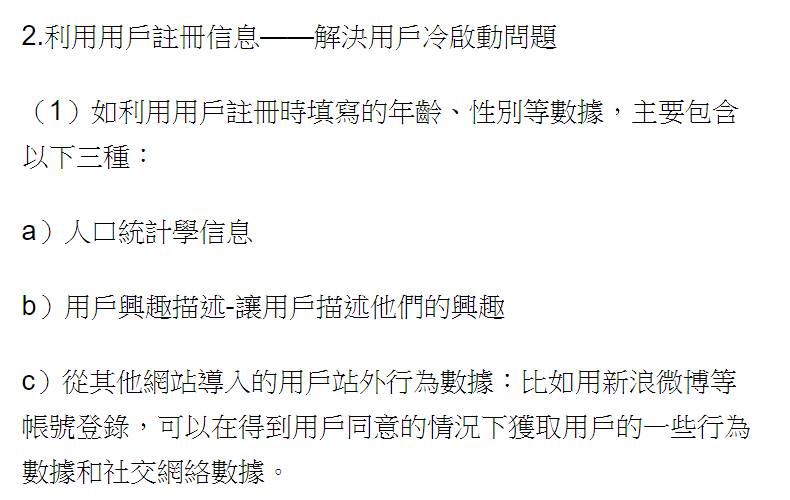 2.利用用戶註冊信息——解決用戶冷啟動問題
（1）如利用用戶註冊時填寫的年齡、性別等數據，主要包含
以下三種：
a）人口統計學信息
b）用戶興趣描述-讓用戶描述他們的興趣
c）從其他網站導入的用戶站外行為數據：比如用新浪微博等
帳號登錄，可以在得到用戶同意的情況下獲取用戶的一些行為
數據和社交網絡數據。